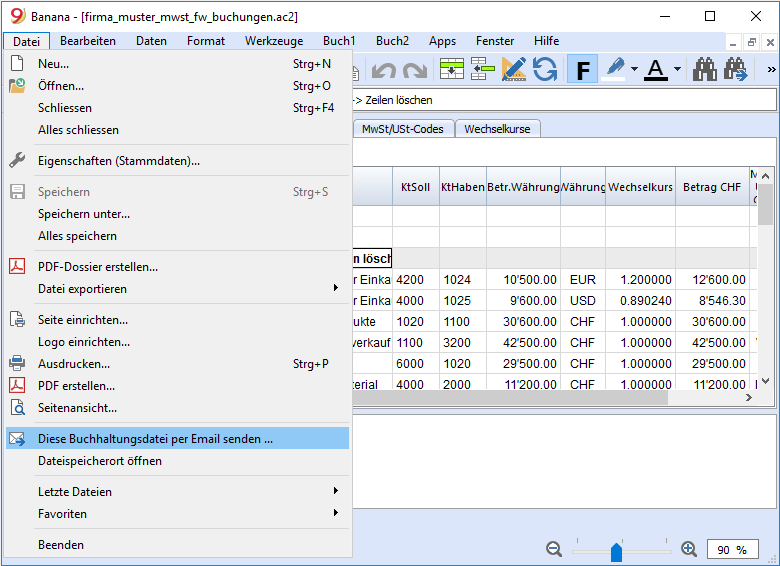 Banana - [firma_muster_mwst_fw_buchungen.ac2]
Datei Bearbeiten Daten Format Werkzeuge Buch1 Buch2 Apps Fenster Hilfe
Neu... Strg+N
Öffnen... Strg+O
Schliessen Strg+F4
Alles schliessen
Eigenschaften (Stammdaten)...
Speichern Strg+S
Speichern unter...
Alles speichern
PDF-Dossier erstellen...
Datei exportieren
Seite einrichten...
Logo einrichten...
Ausdrucken... Strg+P
PDF erstellen...
Seitenansicht...
Diese Buchhaltungsdatei per Email senden ...
Dateispeicherort öffnen
Letzte Dateien
Favoriten
Beenden
F A »
-> Zeilen löschen
MwSt/USt-Codes Wechselkurse
KtSoll KtHaben Betr.Währung Währung Wechselkurs Betrag CHF
n lösch
r Einka 4200 1024 10'500.00 EUR 1.200000 12'600.00
r Einka 4000 1025 9'600.00 USD 0.890240 8'546.30
ukte 1020 1100 30'600.00 CHF 1.000000 30'600.00
verkauf 1100 3200 42'500.00 CHF 1.000000 42'500.00
6000 1020 29'500.00 CHF 1.000000 29'500.00
terial 4000 2000 11'200.00 CHF 1.000000 11'200.00
90 %